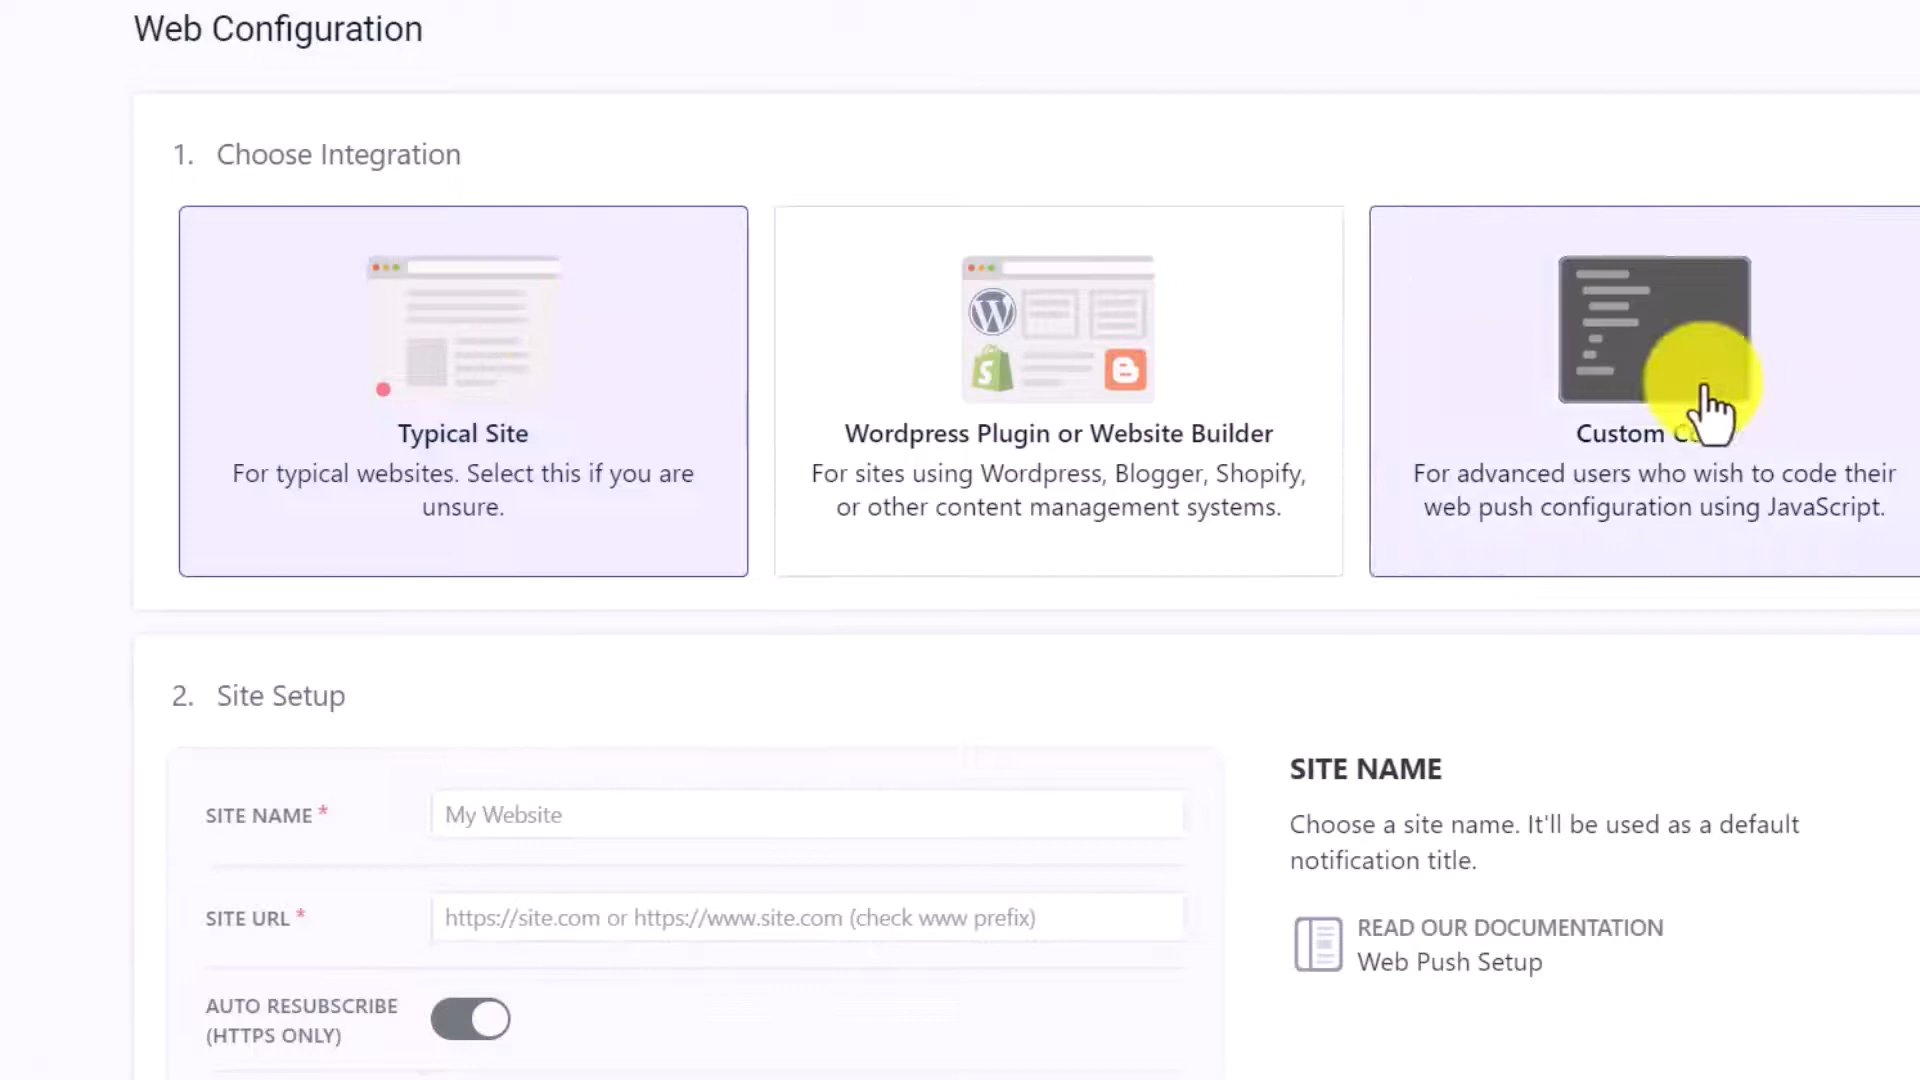 Web Configuration
1. Choose Integration
Typical Site
For typical websites. Select this if you are
unsure.
Wordpress Plugin or Website Builder
For sites using Wordpress, Blogger, Shopify,
or other content management systems.
Custom
For advanced users who wish to code their
web push configuration using JavaScript.
2. Site Setup
SITE NAME *
My Website
SITE URL *
https://site.com or https://www.site.com (check www prefix)
AUTO RESUBSCRIBE
(HTTPS ONLY)
SITE NAME
Choose a site name. It'll be used as a default
notification title.
READ OUR DOCUMENTATION
Web Push Setup